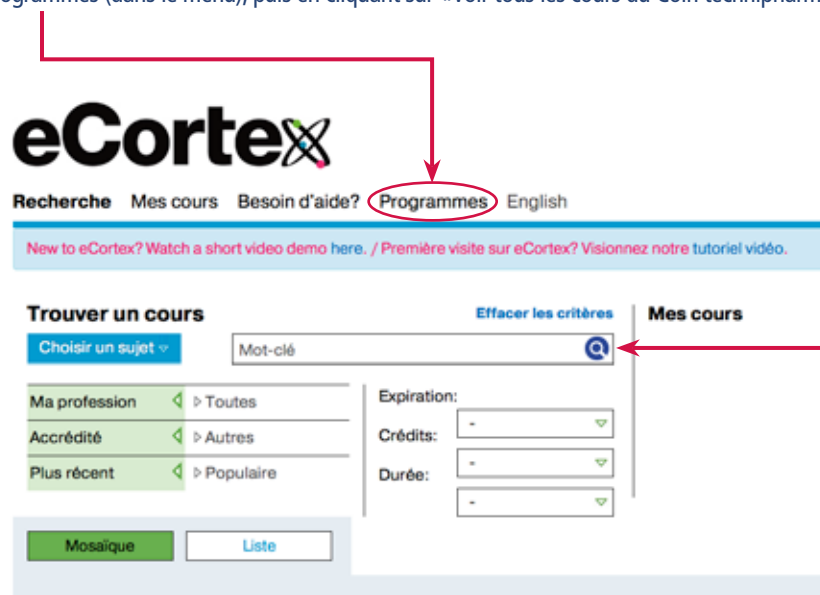 programmes (dans le menu), puis en cliquant sur «Voir tous les cours du Coin technipharm
eCortex
Recherche Mes cours Besoin d'aide? Programmes English
New to eCortex? Watch a short video demo here. / Première visite sur eCortex? Visionnez notre tutoriel vidéo.
Trouver un cours Effacer les critères Mes cours
Choisir un sujet Mot-clé
Ma profession Toutes Expiration: -
Accrédité Autres Crédits: -
Plus récent Populaire Durée: -
Mosaïque Liste